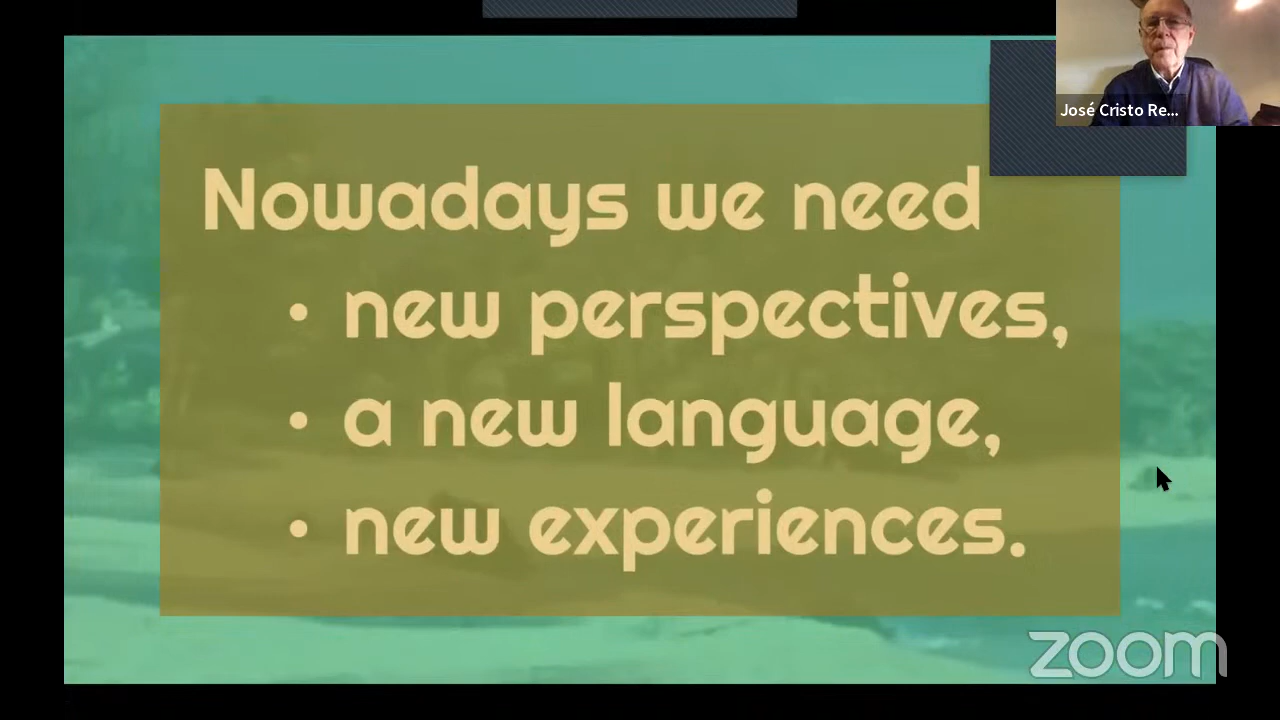 José Cristo Re...
Nowadays we need
• new perspectives,
• a new language,
• new experiences.
zoom